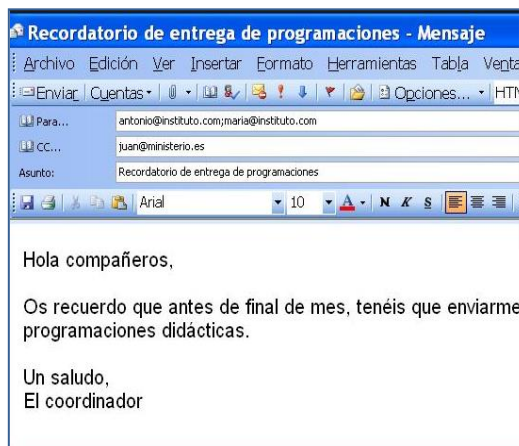 Recordatorio de entrega de programaciones - Mensaje
Archivo Edición Ver Insertar Formato Herramientas Tabla
Enviar Cuentas Opciones...
Para... antonio@instituto.com;maria@instituto.com
CC... juan@ministerio.es
Asunto: Recordatorio de entrega de programaciones
Arial 10 A N K S
Hola compañeros,
Os recuerdo que antes de final de mes, tenéis que enviarme
programaciones didácticas.
Un saludo,
El coordinador